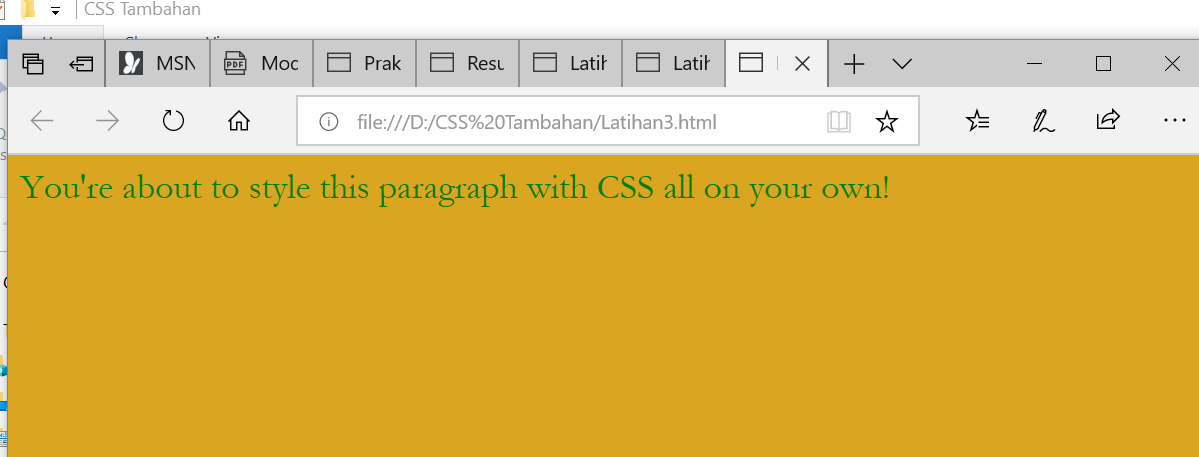 CSS Tambahan
MSN
Moc
Prak
Resu
Latih
Latih
file:///D:/CSS%20Tambahan/Latihan3.html
You're about to style this paragraph with CSS all on your own!